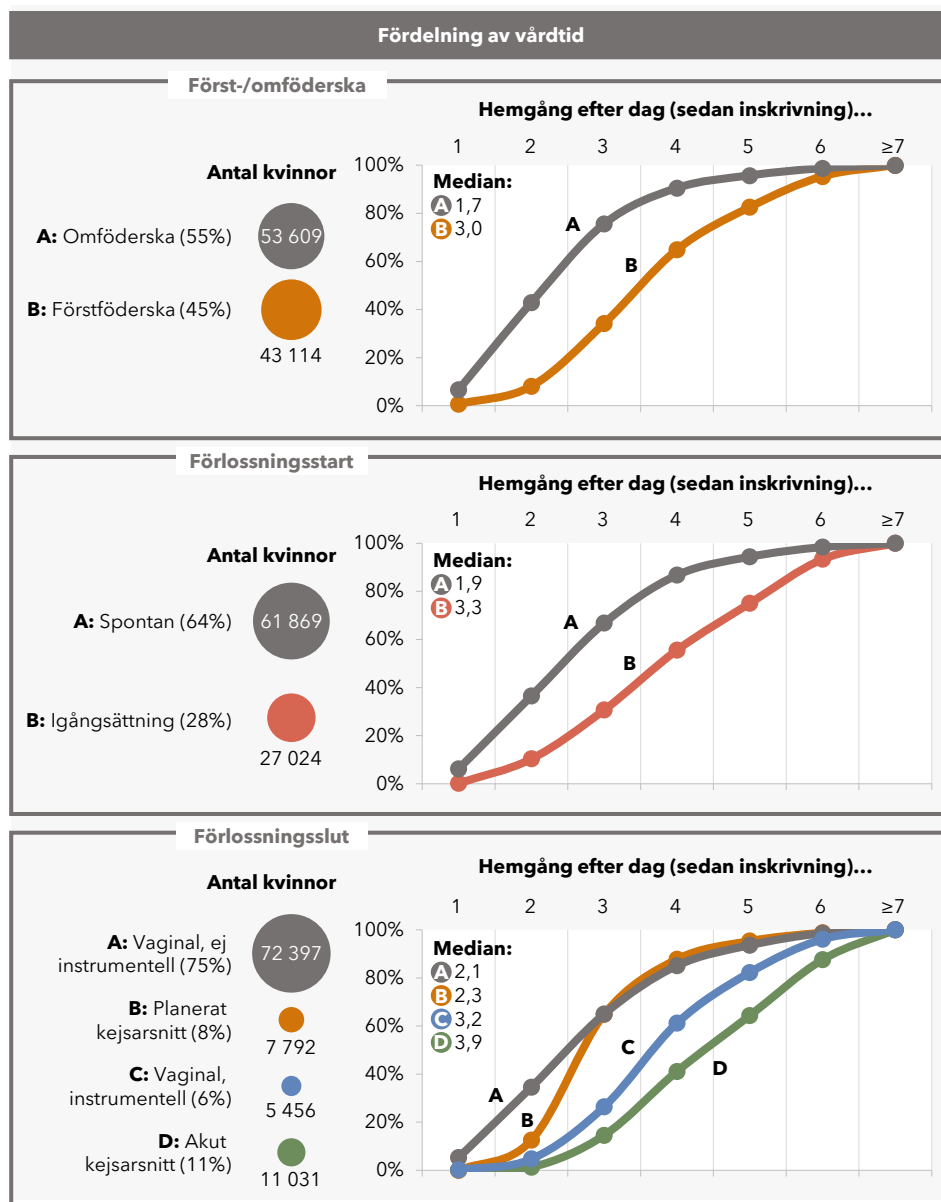 Fördelning av vårdtid
Först-/omföderska
Hemgång efter dag (sedan inskrivning)...
1 2 3 4 5 6 ≥7
Antal kvinnor
A: Omföderska (55%)
53 609
B: Förstföderska (45%)
43 114
100%
80%
60%
40%
20%
0%
Median:
A 1,7
B 3,0
A
B
Förlossningsstart
Hemgång efter dag (sedan inskrivning)...
1 2 3 4 5 6 ≥7
Antal kvinnor
A: Spontan (64%)
61 869
B: Igångsättning (28%)
27 024
100%
80%
60%
40%
20%
0%
Median:
A 1,9
B 3,3
A
B
Förlossningsslut
Hemgång efter dag (sedan inskrivning)...
1 2 3 4 5 6 ≥7
Antal kvinnor
A: Vaginal, ej
instrumentell (75%)
72 397
B: Planerat
kejsarsnitt (8%)
7 792
C: Vaginal,
instrumentell (6%)
5 456
D: Akut
kejsarsnitt (11%)
11 031
100%
80%
60%
40%
20%
0%
Median:
A 2,1
B 2,3
C 3,2
D 3,9
A
B
C
D